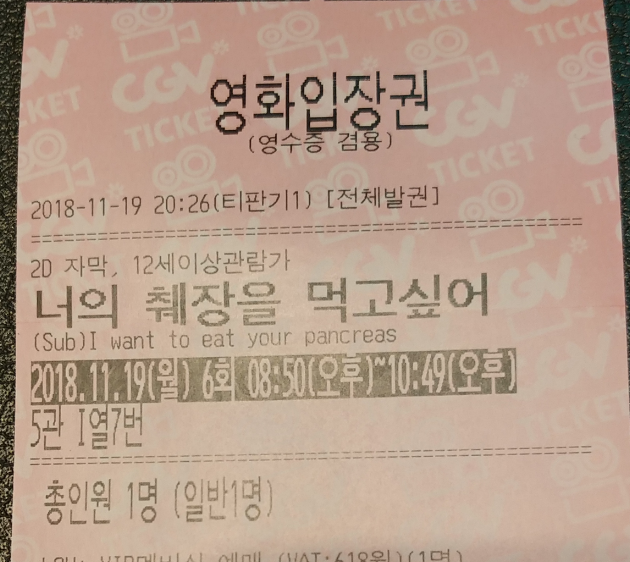 영화입장권
(영수증 겸용)
2018-11-19 20:26(티판기1) [전체발권]
2D 자막, 12세이상관람가
너의 췌장을 먹고싶어
(Sub)I want to eat your pancreas
2018.11.19(월) 6회 08:50(오후)~10:49(오후)
5관 I열7번
총인원 1명 (일반1명)